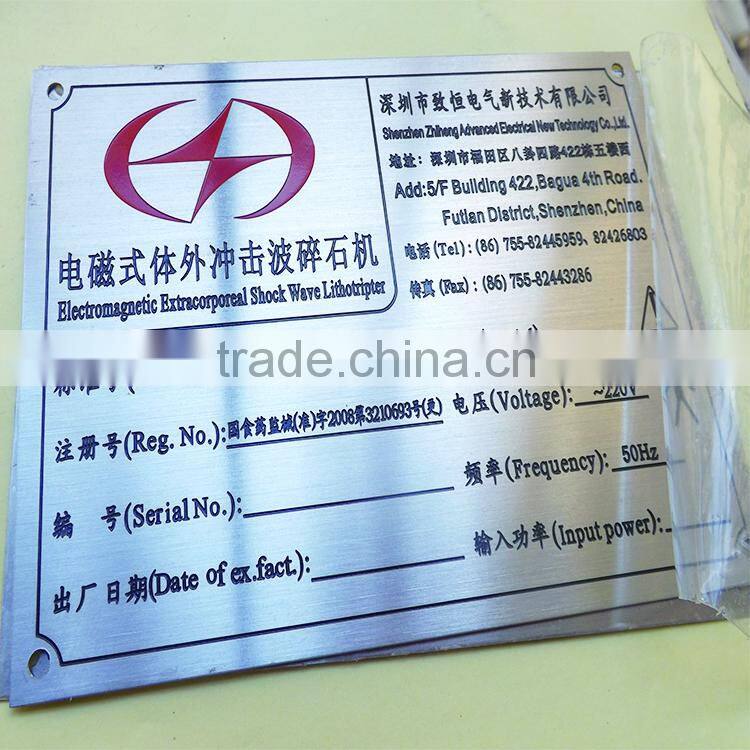 深圳市致恒电气新技术有限公司
Shenzhen Zhiheng Advanced Electrical New Technology Co.,Ltd.
地址: 深圳市福田区八卦四路422栋五楼西
Add:5/F Building 422,Bagua 4th Road.
Futian District,Shenzhen,China
电话(Tel):(86) 755-82445959、82426803
传真 (Fax):(86) 755-82443286
电磁式体外冲击波碎石机
Electromagnetic Extracorporeal Shock Wave Lithotripter
trade.china.cn
注册号(Reg. No.):国食药监械(准)字2008第3210693号(更)
电压(Voltage): ~220V
编 号(Serial No.):
频率(Frequency): 50Hz
出厂日期(Date of ex.fact.):
输入功率(Input power):